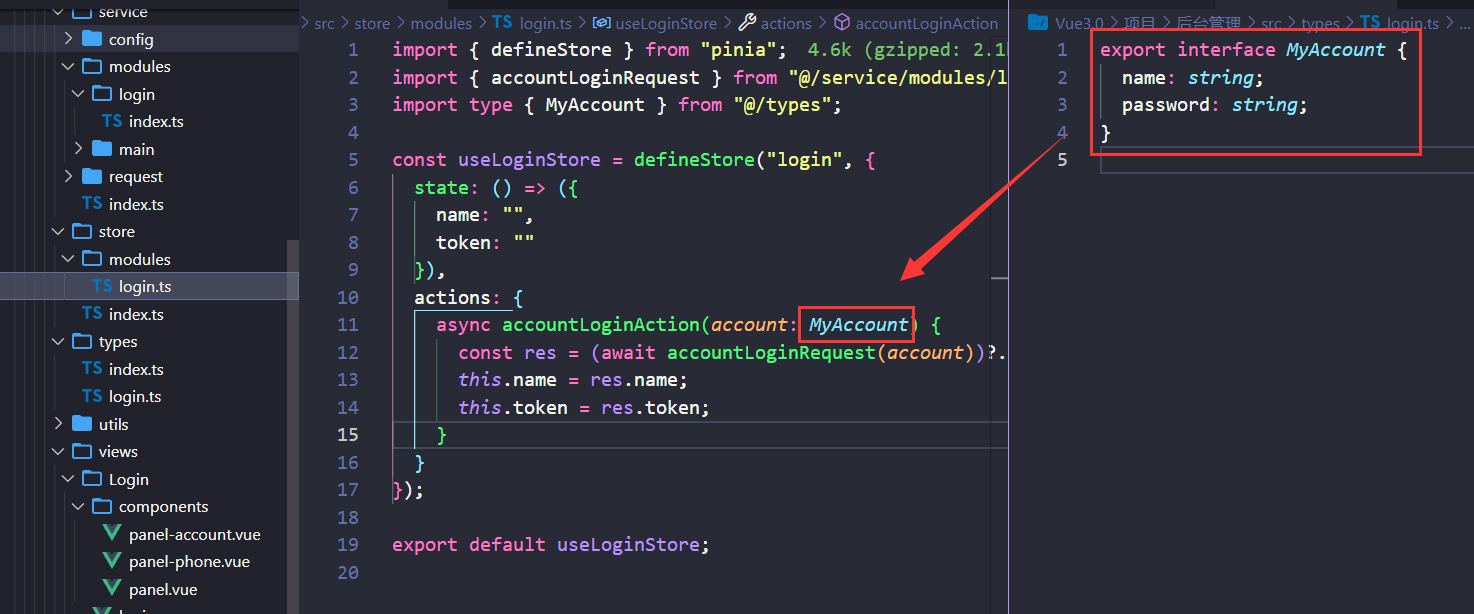 service
config
modules
login
TS index.ts
main
request
TS index.ts
store
modules
TS login.ts
TS index.ts
types
TS index.ts
TS login.ts
utils
views
Login
components
panel-account.vue
panel-phone.vue
panel.vue
src > store > modules > TS login.ts > useLoginStore > actions > accountLoginAction
1 import { defineStore } from "pinia"; 4.6k (gzipped: 2.1
2 import { accountLoginRequest } from "@/service/modules/l
3 import type { MyAccount } from "@/types";
4
5 const useLoginStore = defineStore("login", {
6 state: () => ({
7 name: "",
8 token: ""
9 }),
10 actions: {
11 async accountLoginAction(account: MyAccount) {
12 const res = (await accountLoginRequest(account))?.
13 this.name = res.name;
14 this.token = res.token;
15 }
16 }
17 });
18
19 export default useLoginStore;
20
Vue3.0 > 项目 > 后台管理 > src > types > TS login.ts > ...
1 export interface MyAccount {
2 name: string;
3 password: string;
4 }
5